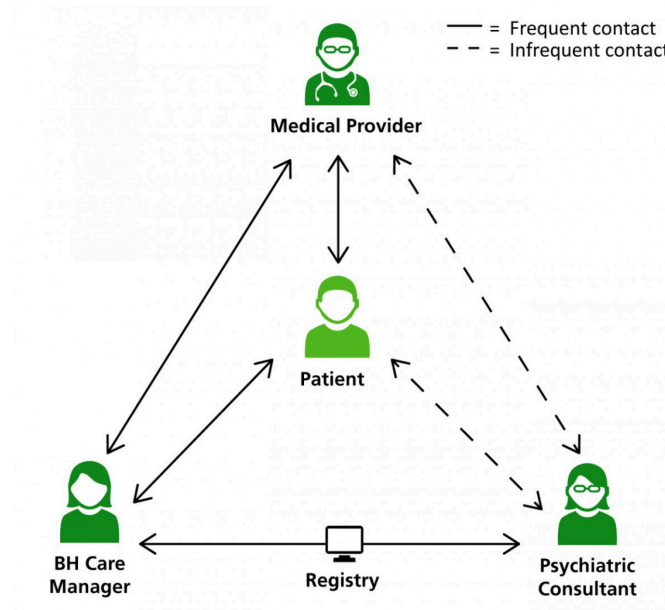 = Frequent contact
= Infrequent contact
Medical Provider
Patient
BH Care
Manager
Registry
Psychiatric
Consultant